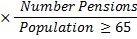 × Number Pensions
Population ≥ 65